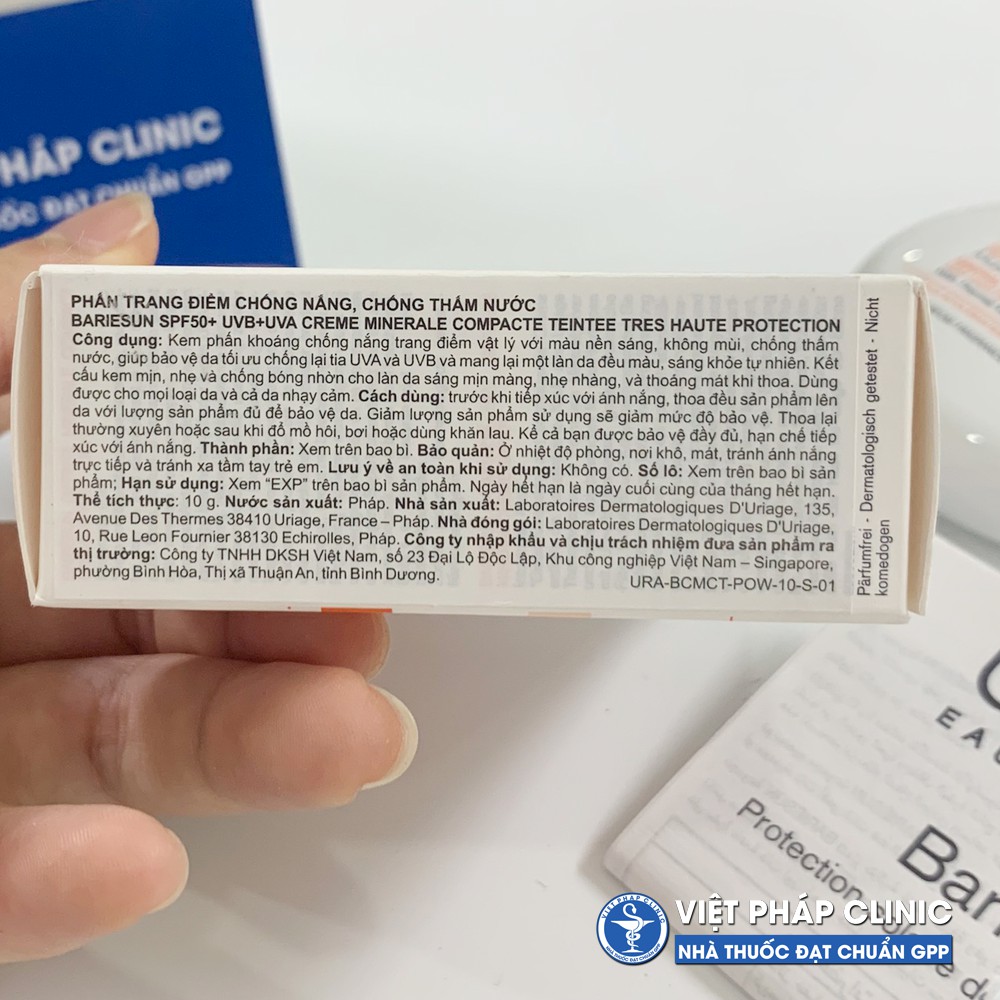 HÁP CLINIC
ỐC ĐẠT CHUẨN GPP
PHẤN TRANG ĐIỂM CHỐNG NẮNG, CHỐNG THẤM NƯỚC
BARIESUN SPF50+ UVB+UVA CREME MINERALE COMPACTE TEINTEE TRES HAUTE PROTECTION
Công dụng: Kem phấn khoáng chống nắng trang điểm vật lý với màu nền sáng, không mùi, chống thấm
nước, giúp bảo vệ da tối ưu chống lại tia UVA và UVB và mang lại một làn da đều màu, sáng khỏe tự nhiên. Kết
cấu kem mịn, nhẹ và chống bóng nhờn cho làn da sáng mịn màng, nhẹ nhàng, và thoáng mát khi thoa. Dùng
được cho mọi loại da và cả da nhạy cảm. Cách dùng: trước khi tiếp xúc với ánh nắng, thoa đều sản phẩm lên
da với lượng sản phẩm đủ để bảo vệ da. Giảm lượng sản phẩm sử dụng sẽ giảm mức độ bảo vệ. Thoa lại
thường xuyên hoặc sau khi đổ mồ hôi, bơi hoặc dùng khăn lau. Kể cả bạn được bảo vệ đầy đủ, hạn chế tiếp
xúc với ánh nắng. Thành phần: Xem trên bao bì. Bảo quản: Ở nhiệt độ phòng, nơi khô, mát, tránh ánh nắng
trực tiếp và tránh xa tầm tay trẻ em. Lưu ý về an toàn khi sử dụng: Không có. Số lô: Xem trên bao bì sản
phẩm; Hạn sử dụng: Xem “EXP” trên bao bì sản phẩm. Ngày hết hạn là ngày cuối cùng của tháng hết hạn.
Thể tích thực: 10 g. Nước sản xuất: Pháp. Nhà sản xuất: Laboratoires Dermatologiques D'Uriage, 135,
Avenue Des Thermes 38410 Uriage, France – Pháp. Nhà đóng gói: Laboratoires Dermatologiques D'Uriage,
10, Rue Leon Fournier 38130 Echirolles, Pháp. Công ty nhập khẩu và chịu trách nhiệm đưa sản phẩm ra
thị trường: Công ty TNHH DKSH Việt Nam, số 23 Đại Lộ Độc Lập, Khu công nghiệp Việt Nam – Singapore,
phường Bình Hòa, Thị xã Thuận An, tỉnh Bình Dương.
URA-BCMCT-POW-10-S-01
Pärfumfrei - Dermatologisch getestet - Nicht
komedogen
EAU
Bari
Protection
VIỆT PHÁP CLINIC
VIỆT PHÁP CLINIC
NHÀ THUỐC ĐẠT CHUẨN GPP